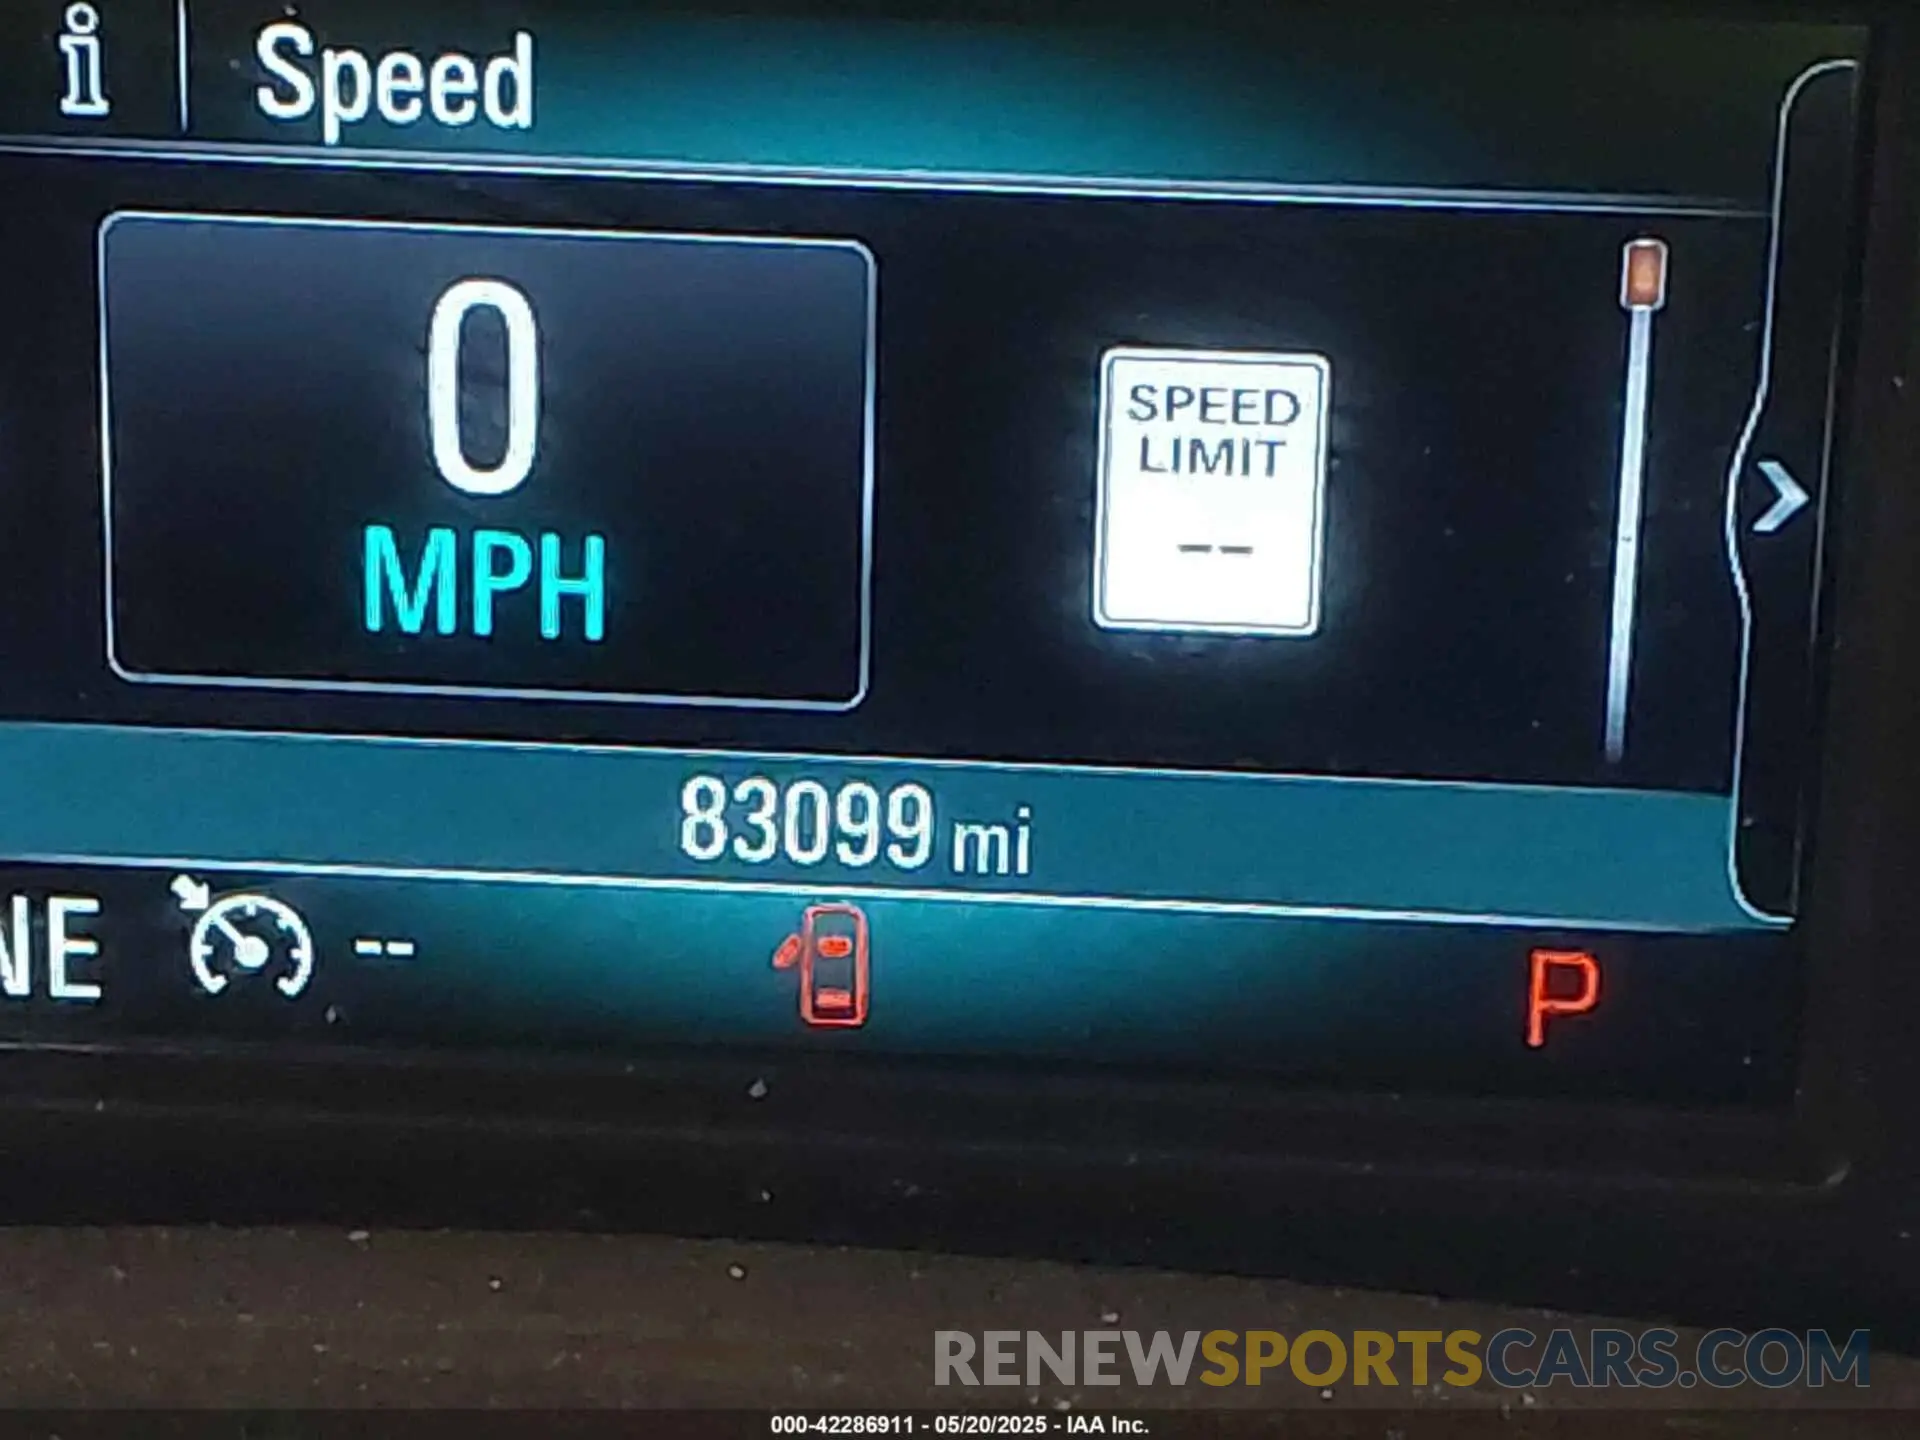 i Speed
0
MPH
SPEED
LIMIT
--
83099 mi
NE -- P
RENEWSPORTSCARS.COM
000-42286911 - 05/20/2025 - IAA Inc.